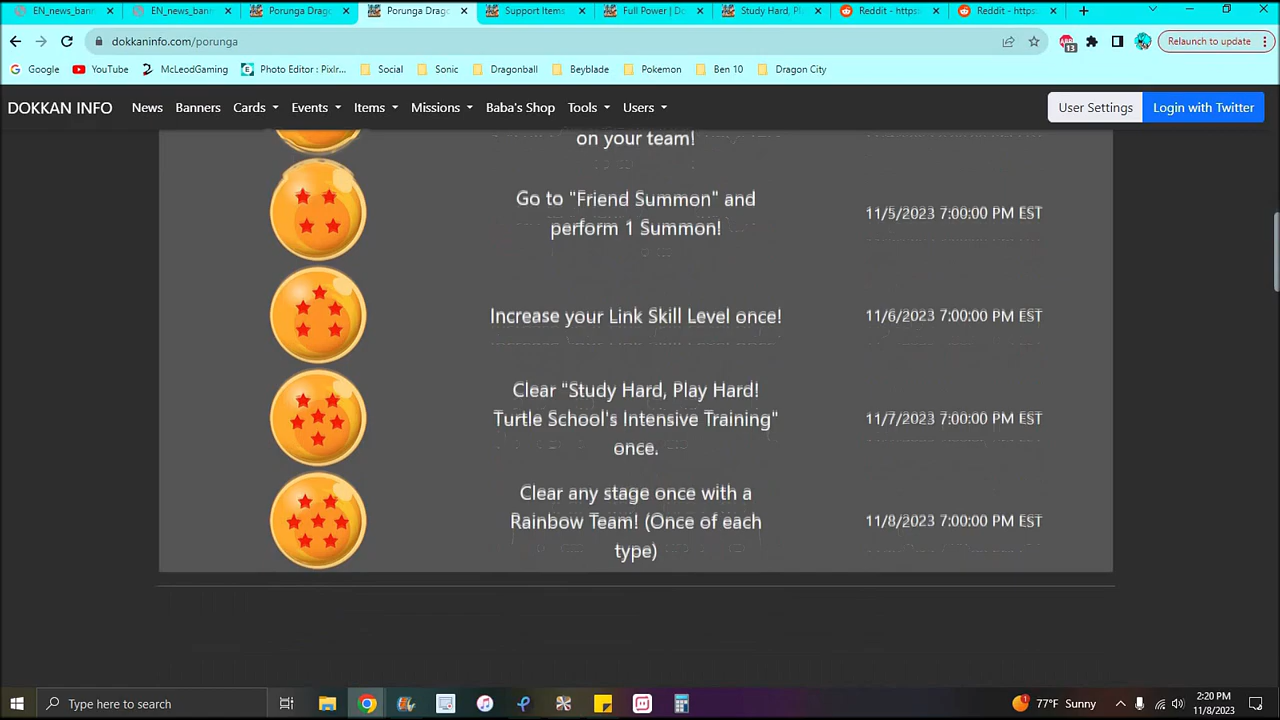 EN_news_bann
EN_news_bann
Porunga Drago
Porunga Drago
Support Items
Full Power | Do
Study Hard, Pl
Reddit - https:
Reddit - https:
dokkaninfo.com/porunga
13
Relaunch to update
Google
YouTube
McLeodGaming
Photo Editor : Pixlr...
Social
Sonic
Dragonball
Beyblade
Pokemon
Ben 10
Dragon City
DOKKAN INFO
News
Banners
Cards
Events
Items
Missions
Baba's Shop
Tools
Users
User Settings
Login with Twitter
on your team!
Go to "Friend Summon" and
perform 1 Summon!
11/5/2023 7:00:00 PM EST
Increase your Link Skill Level once!
11/6/2023 7:00:00 PM EST
Clear "Study Hard, Play Hard!
Turtle School's Intensive Training"
once.
11/7/2023 7:00:00 PM EST
Clear any stage once with a
Rainbow Team! (Once of each
type)
11/8/2023 7:00:00 PM EST
Type here to search
1
77°F Sunny
2:20 PM
11/8/2023